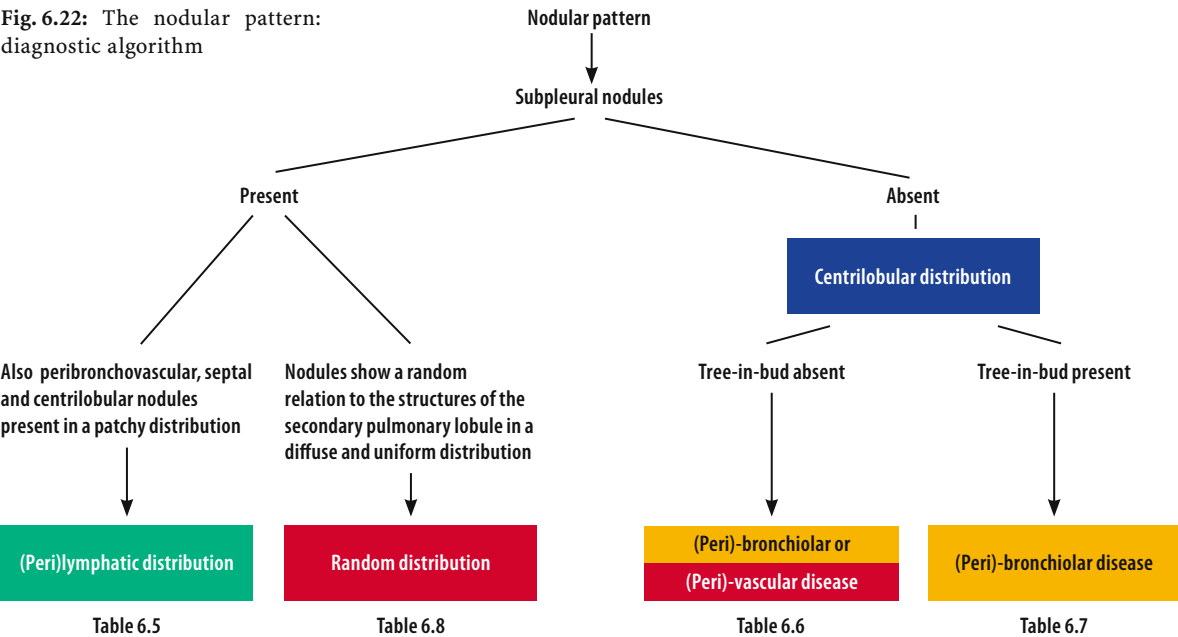 Fig. 6.22: The nodular pattern:
diagnostic algorithm
Nodular pattern
Subpleural nodules
Present
Absent
Centrilobular distribution
Also peribronchovascular, septal
and centrilobular nodules
present in a patchy distribution
Nodules show a random
relation to the structures of the
secondary pulmonary lobule in a
diffuse and uniform distribution
Tree-in-bud absent
Tree-in-bud present
(Peri)lymphatic distribution
Random distribution
(Peri)-bronchiolar or
(Peri)-vascular disease
(Peri)-bronchiolar disease
Table 6.5
Table 6.8
Table 6.6
Table 6.7